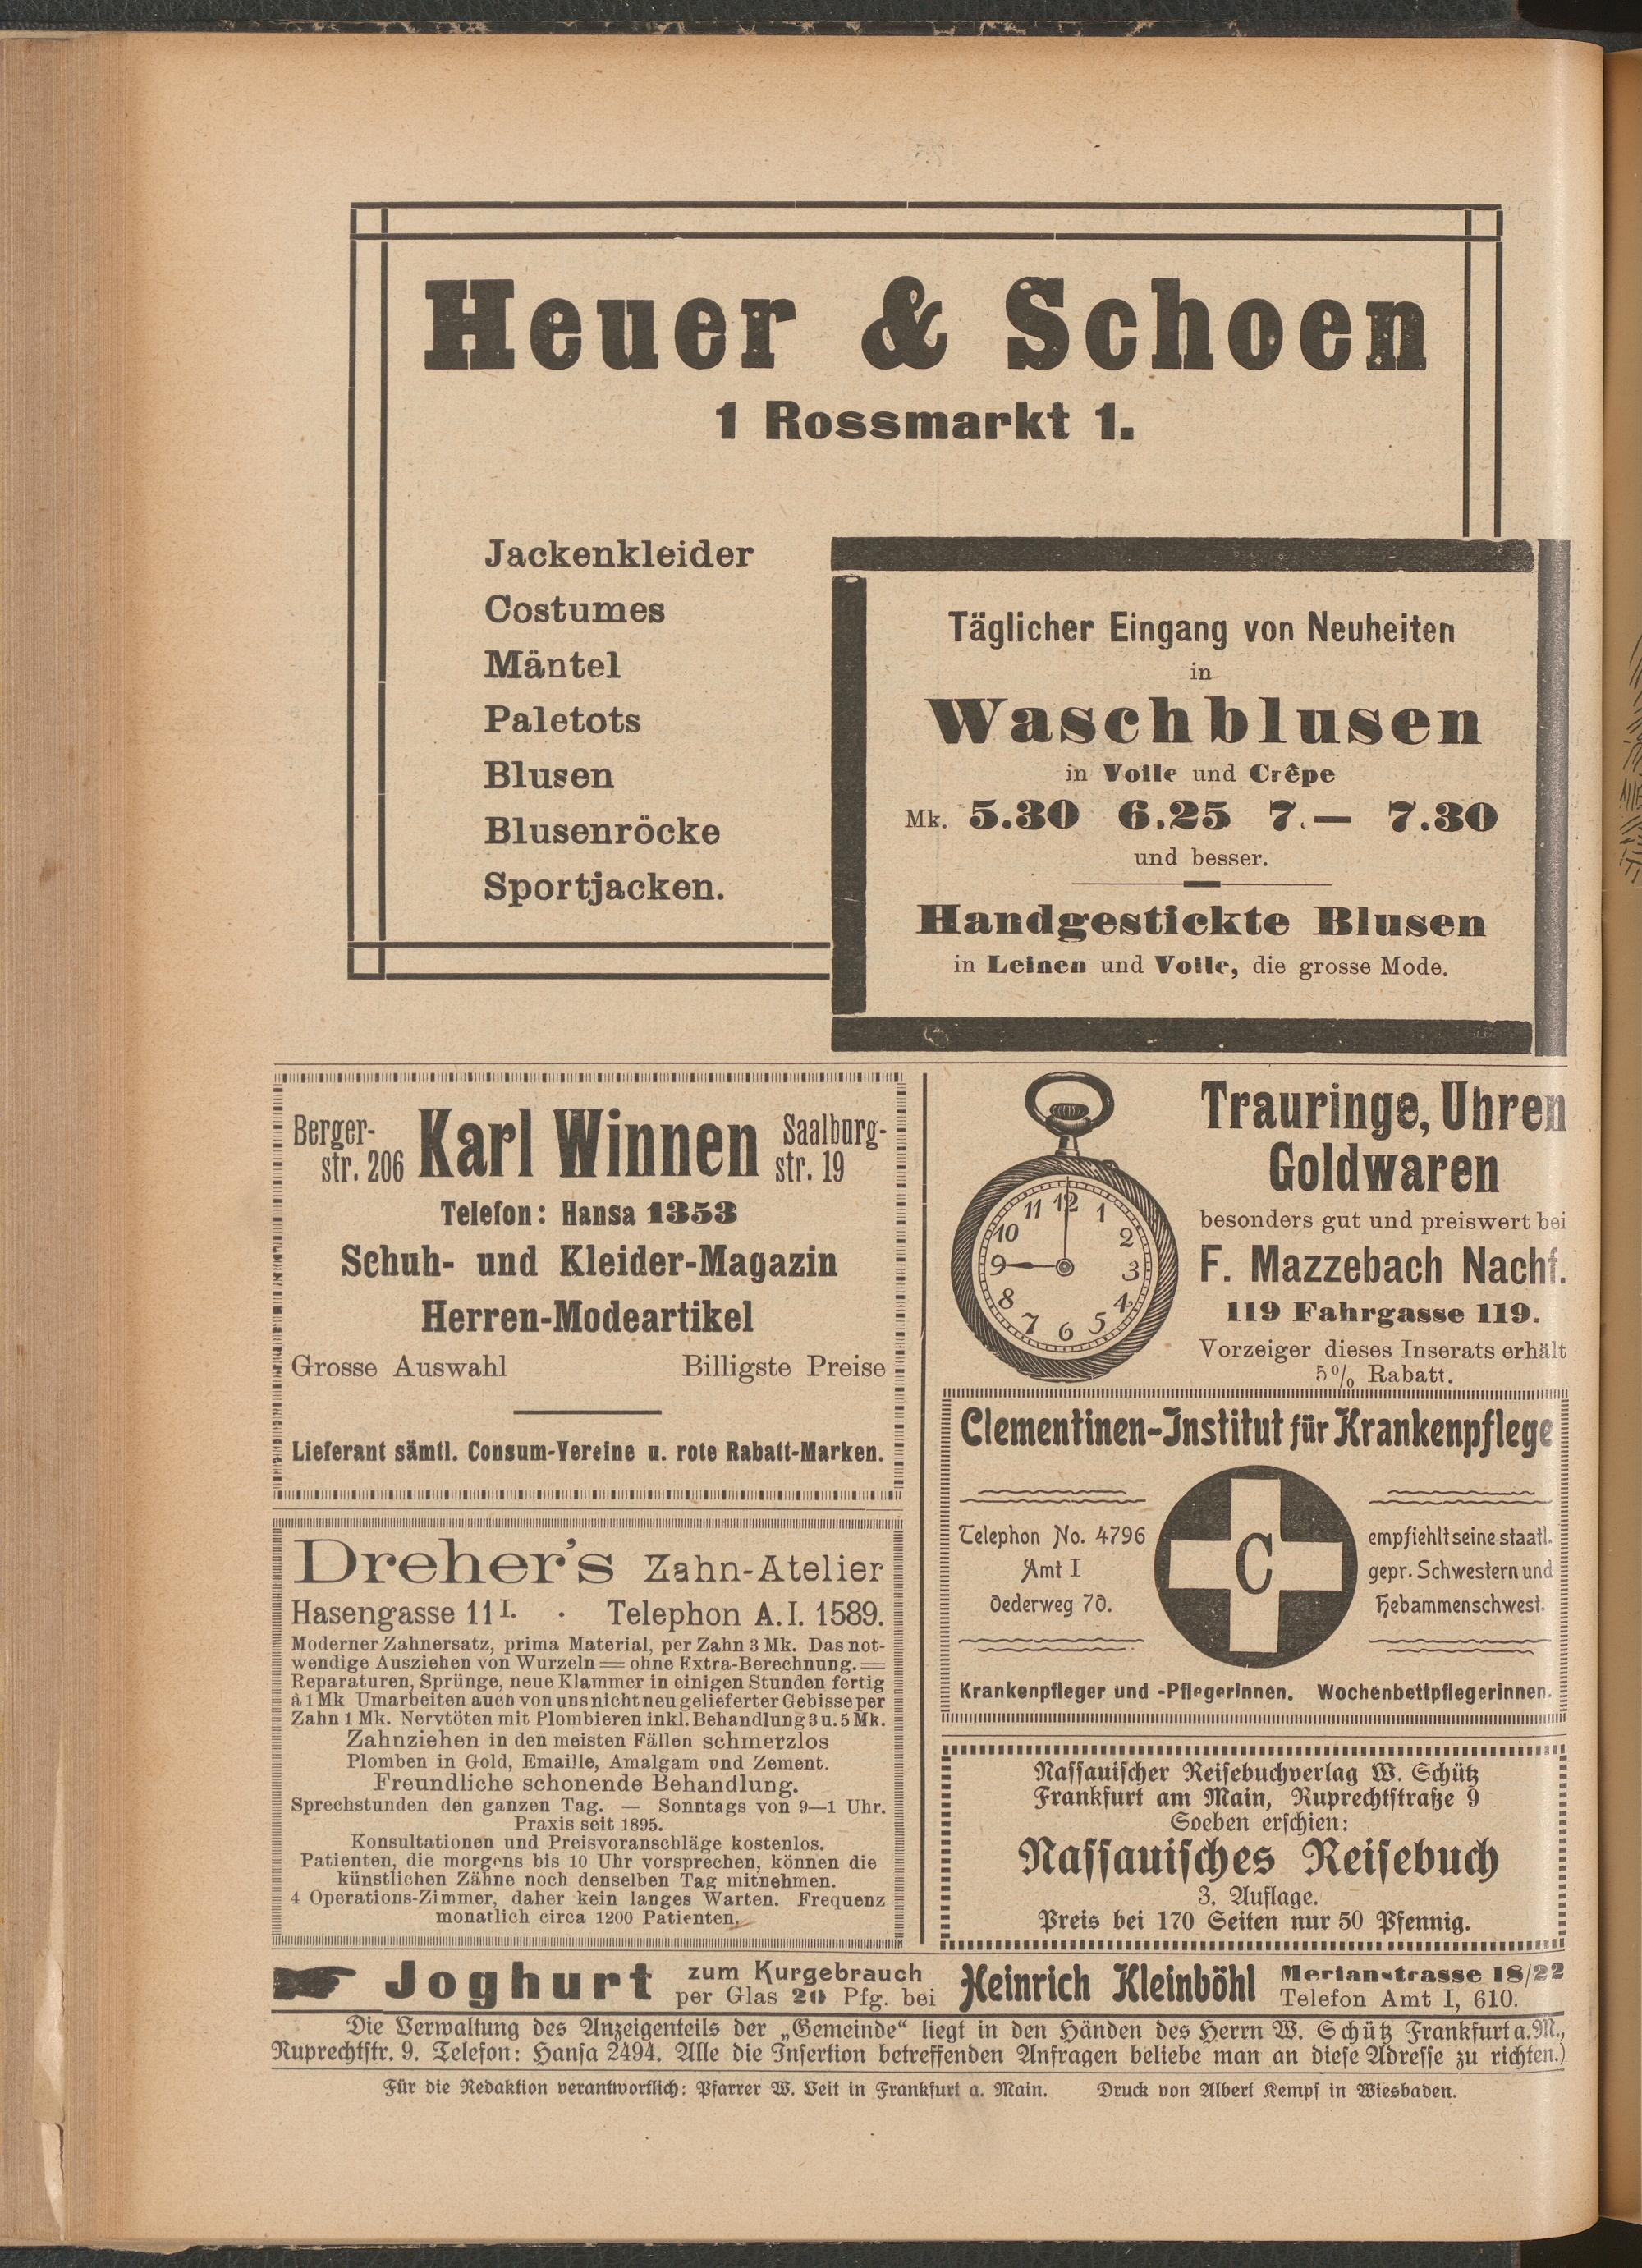 Heuer & Schoen
1 Rossmarkt 1.
Jackenkleider
Costumes
Mäntel
Paletots
Blusen
Blusenröcke
Sportjacken.
Täglicher Eingang von Neuheiten
in
Waschblusen
in Voile und Crêpe
Mk. 5.30 6.25 7.— 7.30
und besser.
Handgestickte Blusen
in Leinen und Voile, die grosse Mode.
Berger-
str. 206
Karl Winnen
Saalburg-
str. 19
Telefon: Hansa 1353
Schuh- und Kleider-Magazin
Herren-Modeartikel
Grosse Auswahl Billigste Preise
Lieferant sämtl. Consum-Vereine u. rote Rabatt-Marken.
Dreher's Zahn-Atelier
Hasengasse 11 I. · Telephon A. I. 1589.
Moderner Zahnersatz, prima Material, per Zahn 3 Mk. Das not-
wendige Ausziehen von Wurzeln = ohne Extra-Berechnung. =
Reparaturen, Sprünge, neue Klammer in einigen Stunden fertig
à 1 Mk Umarbeiten auch von uns nicht neu gelieferter Gebisse per
Zahn 1 Mk. Nervtöten mit Plombieren inkl. Behandlung 3 u. 5 Mk.
Zahnziehen in den meisten Fällen schmerzlos
Plomben in Gold, Emaille, Amalgam und Zement.
Freundliche schonende Behandlung.
Sprechstunden den ganzen Tag. — Sonntags von 9—1 Uhr.
Praxis seit 1895.
Konsultationen und Preisvoranschläge kostenlos.
Patienten, die morgens bis 10 Uhr vorsprechen, können die
künstlichen Zähne noch denselben Tag mitnehmen.
4 Operations-Zimmer, daher kein langes Warten. Frequenz
monatlich circa 1200 Patienten.
12 1 2 3 4 5 6 7 8 9 10 11
Trauringe, Uhren
Goldwaren
besonders gut und preiswert bei
F. Mazzebach Nachf.
119 Fahrgasse 119.
Vorzeiger dieses Inserats erhält
5% Rabatt.
Clementinen-Institut für Krankenpflege
Telephon No. 4796
Amt I
Oederweg 70.
C
empfiehlt seine staatl.
gepr. Schwestern und
Hebammenschwest.
Krankenpfleger und -Pflegerinnen. Wochenbettpflegerinnen.
Nassauischer Reisebuchverlag W. Schütz
Frankfurt am Main, Ruprechtstraße 9
Soeben erschien:
Nassauisches Reisebuch
3. Auflage.
Preis bei 170 Seiten nur 50 Pfennig.
Joghurt zum Kurgebrauch
per Glas 20 Pfg. bei
Heinrich Kleinböhl
Merianstrasse 18/22
Telefon Amt I, 610.
Die Verwaltung des Anzeigenteils der „Gemeinde“ liegt in den Händen des Herrn W. Schütz Frankfurt a. M.,
Ruprechtstr. 9. Telefon: Hansa 2494. Alle die Insertion betreffenden Anfragen beliebe man an diese Adresse zu richten.)
Für die Redaktion verantwortlich: Pfarrer W. Veit in Frankfurt a. Main. Druck von Albert Kempf in Wiesbaden.